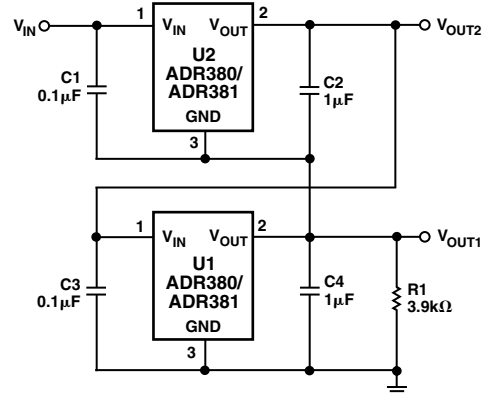 1 2
VIN VIN VOUT VOUT2
U2
C1 ADR380/ C2
0.1µF ADR381 1µF
GND
3
1 2
VIN VOUT VOUT1
U1
C3 ADR380/ C4 R1
0.1µF ADR381 1µF 3.9kΩ
GND
3